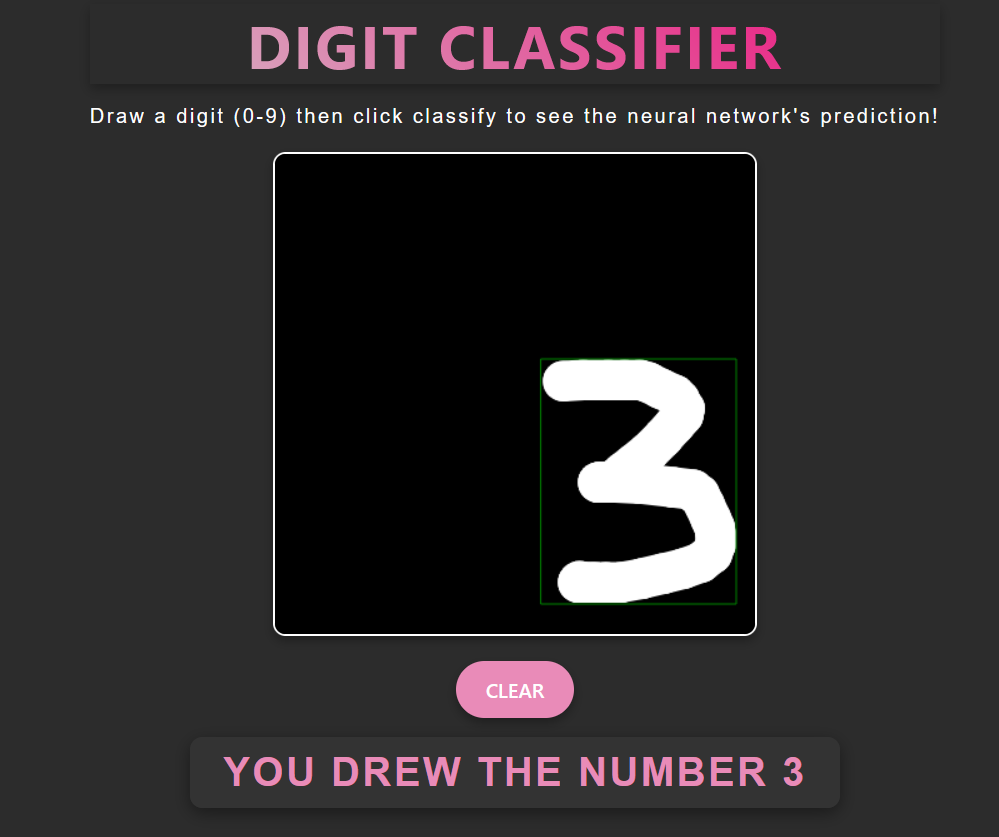 DIGIT CLASSIFIER
Draw a digit (0-9) then click classify to see the neural network's prediction!
3
CLEAR
YOU DREW THE NUMBER 3